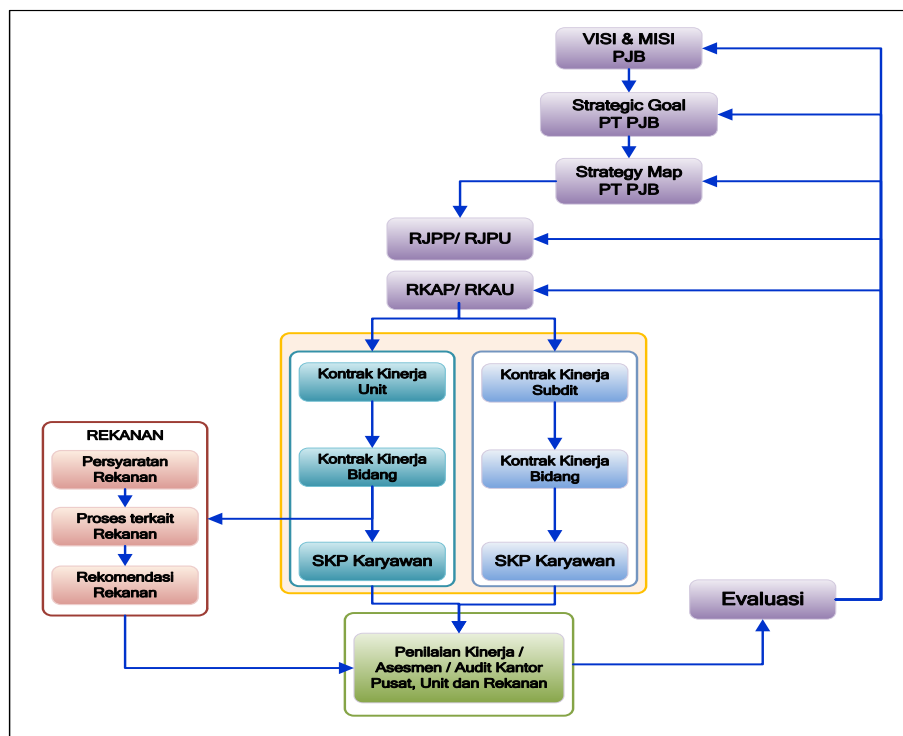 VISI & MISI
PJB
Strategic Goal
PT PJB
Strategy Map
PT PJB
RJPP/ RJPU
RKAP/ RKAU
Kontrak Kinerja
Unit
Kontrak Kinerja
Bidang
SKP Karyawan
Kontrak Kinerja
Subdit
Kontrak Kinerja
Bidang
SKP Karyawan
REKANAN
Persyaratan
Rekanan
Proses terkait
Rekanan
Rekomendasi
Rekanan
Penilaian Kinerja /
Asesmen / Audit Kantor
Pusat, Unit dan Rekanan
Evaluasi